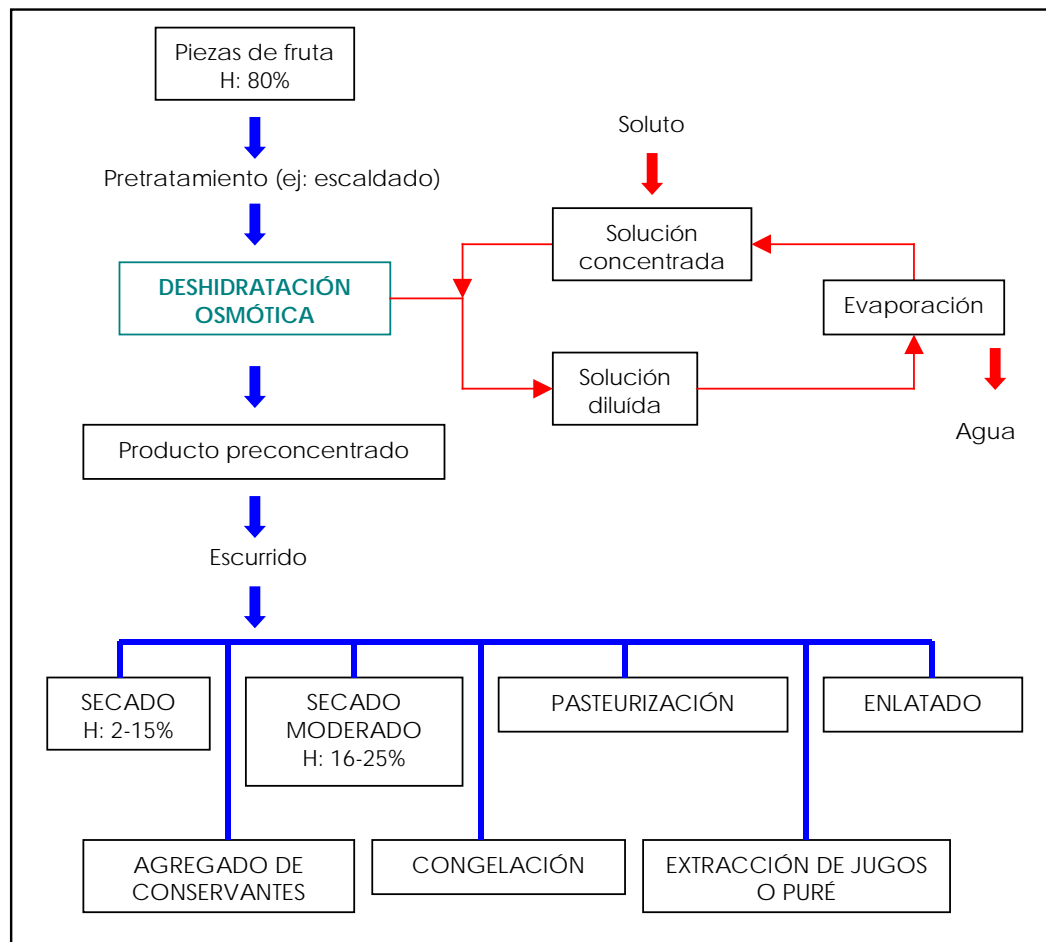 Piezas de fruta
H: 80%
Soluto
Pretratamiento (ej: escaldado)
Solución
concentrada
DESHIDRATACIÓN
OSMÓTICA
Evaporación
Solución
diluída
Agua
Producto preconcentrado
Escurrido
SECADO
H: 2-15%
SECADO
MODERADO
H: 16-25%
PASTEURIZACIÓN
ENLATADO
AGREGADO DE
CONSERVANTES
CONGELACIÓN
EXTRACCIÓN DE JUGOS
O PURÉ